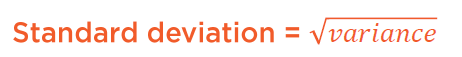 Standard deviation = √variance